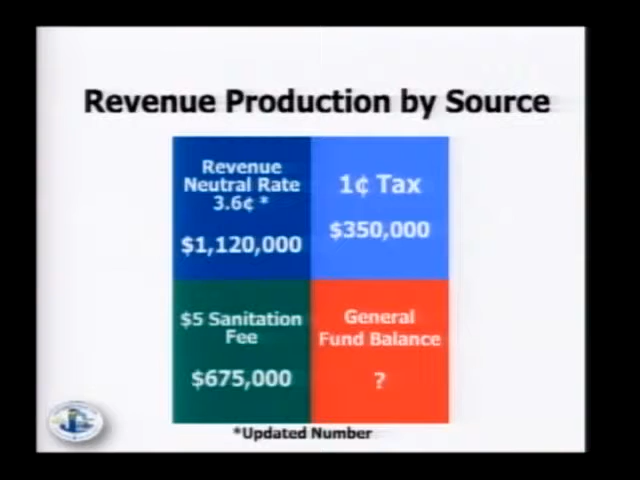 Revenue Production by Source
Revenue
Neutral Rate
3.6¢ *
$1,120,000
1¢ Tax
$350,000
$5 Sanitation
Fee
$675,000
General
Fund Balance
?
*Updated Number